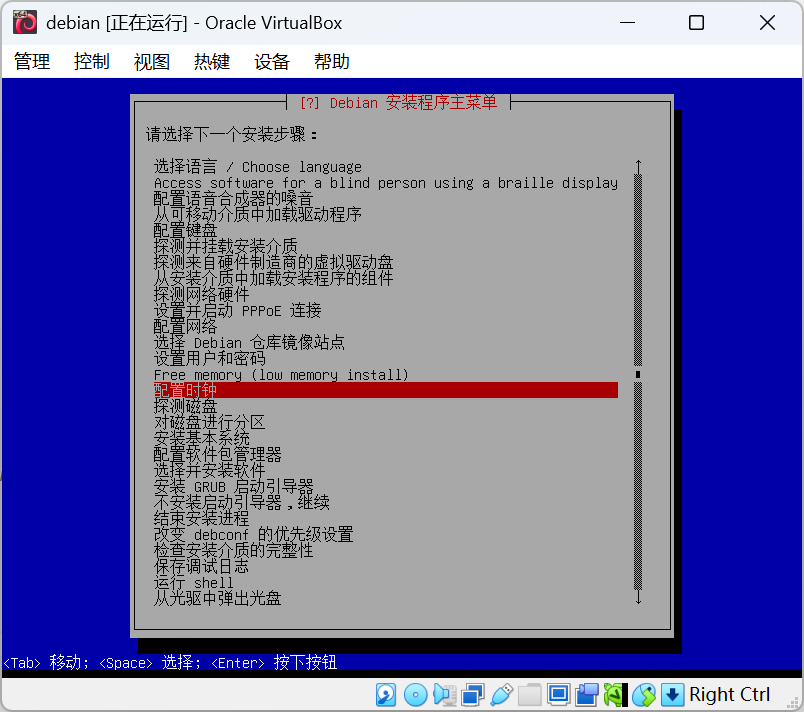 debian [正在运行] - Oracle VirtualBox
管理 控制 视图 热键 设备 帮助
[?] Debian 安装程序主菜单
请选择下一个安装步骤：
选择语言 / Choose language
Access software for a blind person using a braille display
配置语音合成器的嗓音
从可移动介质中加载驱动程序
配置键盘
探测并挂载安装介质
探测来自硬件制造商的虚拟驱动盘
从安装介质中加载安装程序的组件
探测网络硬件
设置并启动 PPPoE 连接
配置网络
选择 Debian 仓库镜像站点
设置用户和密码
Free memory (low memory install)
配置时钟
探测磁盘
对磁盘进行分区
安装基本系统
配置软件包管理器
选择并安装软件
安装 GRUB 启动引导器
不安装启动引导器，继续
结束安装进程
改变 debconf 的优先级设置
检查安装介质的完整性
保存调试日志
运行 shell
从光驱中弹出光盘
<Tab> 移动; <Space> 选择; <Enter> 按下按钮
Right Ctrl